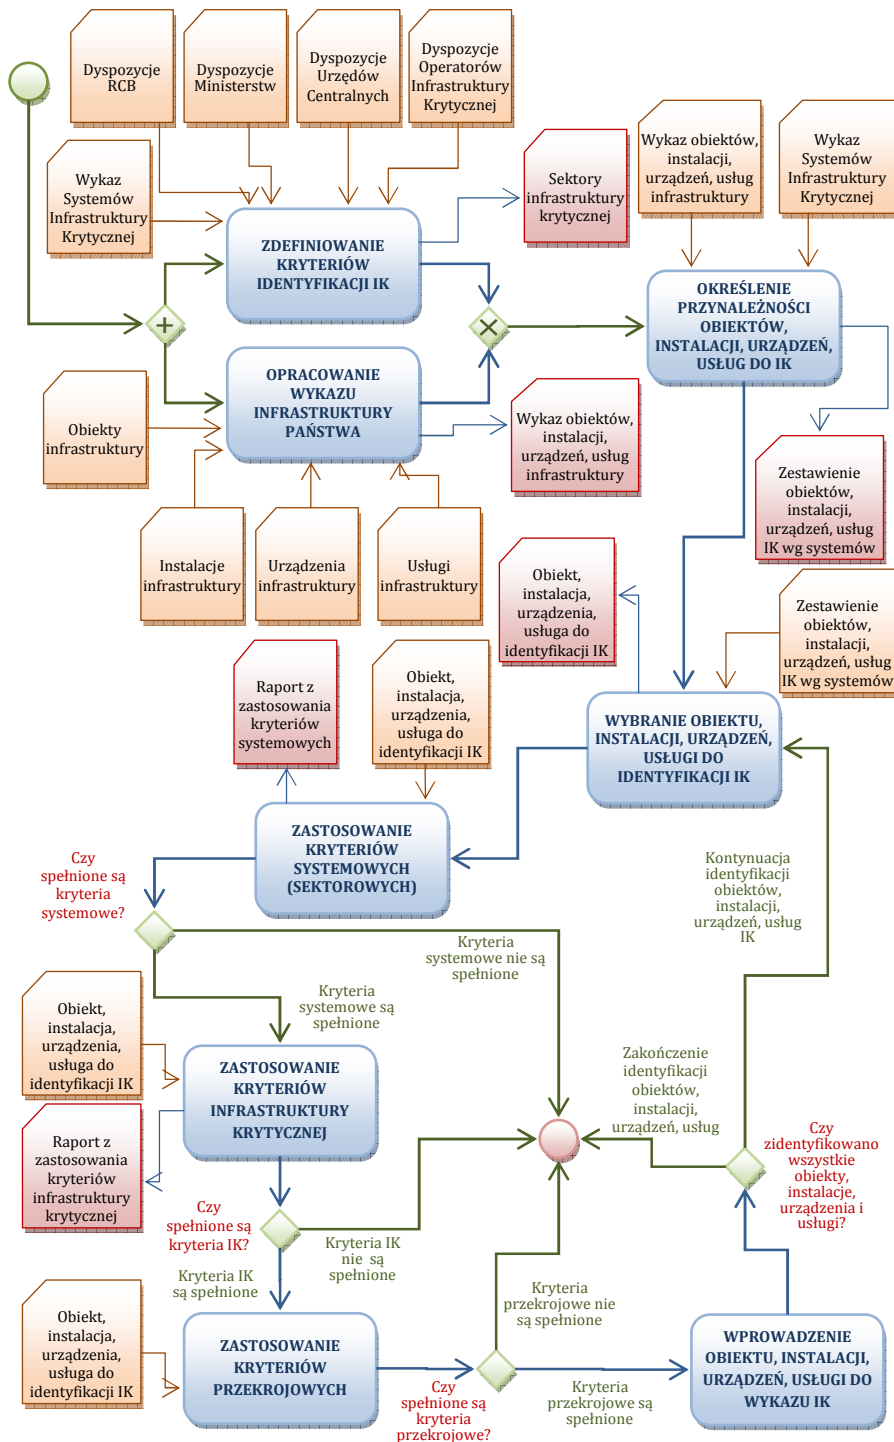 Dyspozycje
RCB
Dyspozycje
Ministerstw
Dyspozycje
Urzędów
Centralnych
Dyspozycje
Operatorów
Infrastruktury
Krytycznej
Wykaz
Systemów
Infrastruktury
Krytycznej
Sektory
infrastruktury
krytycznej
Wykaz obiektów,
instalacji,
urządzeń, usług
infrastruktury
Wykaz
Systemów
Infrastruktury
Krytycznej
ZDEFINIOWANIE
KRYTERIÓW
IDENTYFIKACJI IK
OKREŚLENIE
PRZYNALEŻNOŚCI
OBIEKTÓW,
INSTALACJI, URZĄDZEŃ,
USŁUG DO IK
OPRACOWANIE
WYKAZU
INFRASTRUKTURY
PAŃSTWA
Obiekty
infrastruktury
Wykaz obiektów,
instalacji,
urządzeń, usług
infrastruktury
Zestawienie
obiektów,
instalacji,
urządzeń, usług
IK wg systemów
Instalacje
infrastruktury
Urządzenia
infrastruktury
Usługi
infrastruktury
Obiekt,
instalacja,
urządzenia,
usługa do
identyfikacji IK
Zestawienie
obiektów,
instalacji,
urządzeń, usług
IK wg systemów
Raport z
zastosowania
kryteriów
systemowych
Obiekt,
instalacja,
urządzenia,
usługa do
identyfikacji IK
WYBRANIE OBIEKTU,
INSTALACJI, URZĄDZEŃ,
USŁUGI DO
IDENTYFIKACJI IK
ZASTOSOWANIE
KRYTERIÓW
SYSTEMOWYCH
(SEKTOROWYCH)
Czy
spełnione są
kryteria
systemowe?
Kontynuacja
identyfikacji
obiektów,
instalacji,
urządzeń, usług
IK
Kryteria
systemowe nie są
spełnione
Kryteria
systemowe są
spełnione
Obiekt,
instalacja,
urządzenia,
usługa do
identyfikacji IK
ZASTOSOWANIE
KRYTERIÓW
INFRASTRUKTURY
KRYTYCZNEJ
Zakończenie
identyfikacji
obiektów,
instalacji,
urządzeń, usług
Raport z
zastosowania
kryteriów
infrastruktury
krytycznej
Czy
zidentyfikowano
wszystkie
obiekty,
instalacje,
urządzenia i
usługi?
Czy
spełnione są
kryteria IK?
Kryteria IK
nie są
spełnione
Kryteria IK
są spełnione
Obiekt,
instalacja,
urządzenia,
usługa do
identyfikacji IK
ZASTOSOWANIE
KRYTERIÓW
PRZEKROJOWYCH
Kryteria
przekrojowe nie
są spełnione
Czy
spełnione są
kryteria
przekrojowe?
Kryteria
przekrojowe są
spełnione
WPROWADZENIE
OBIEKTU, INSTALACJI,
URZĄDZEŃ, USŁUGI DO
WYKAZU IK